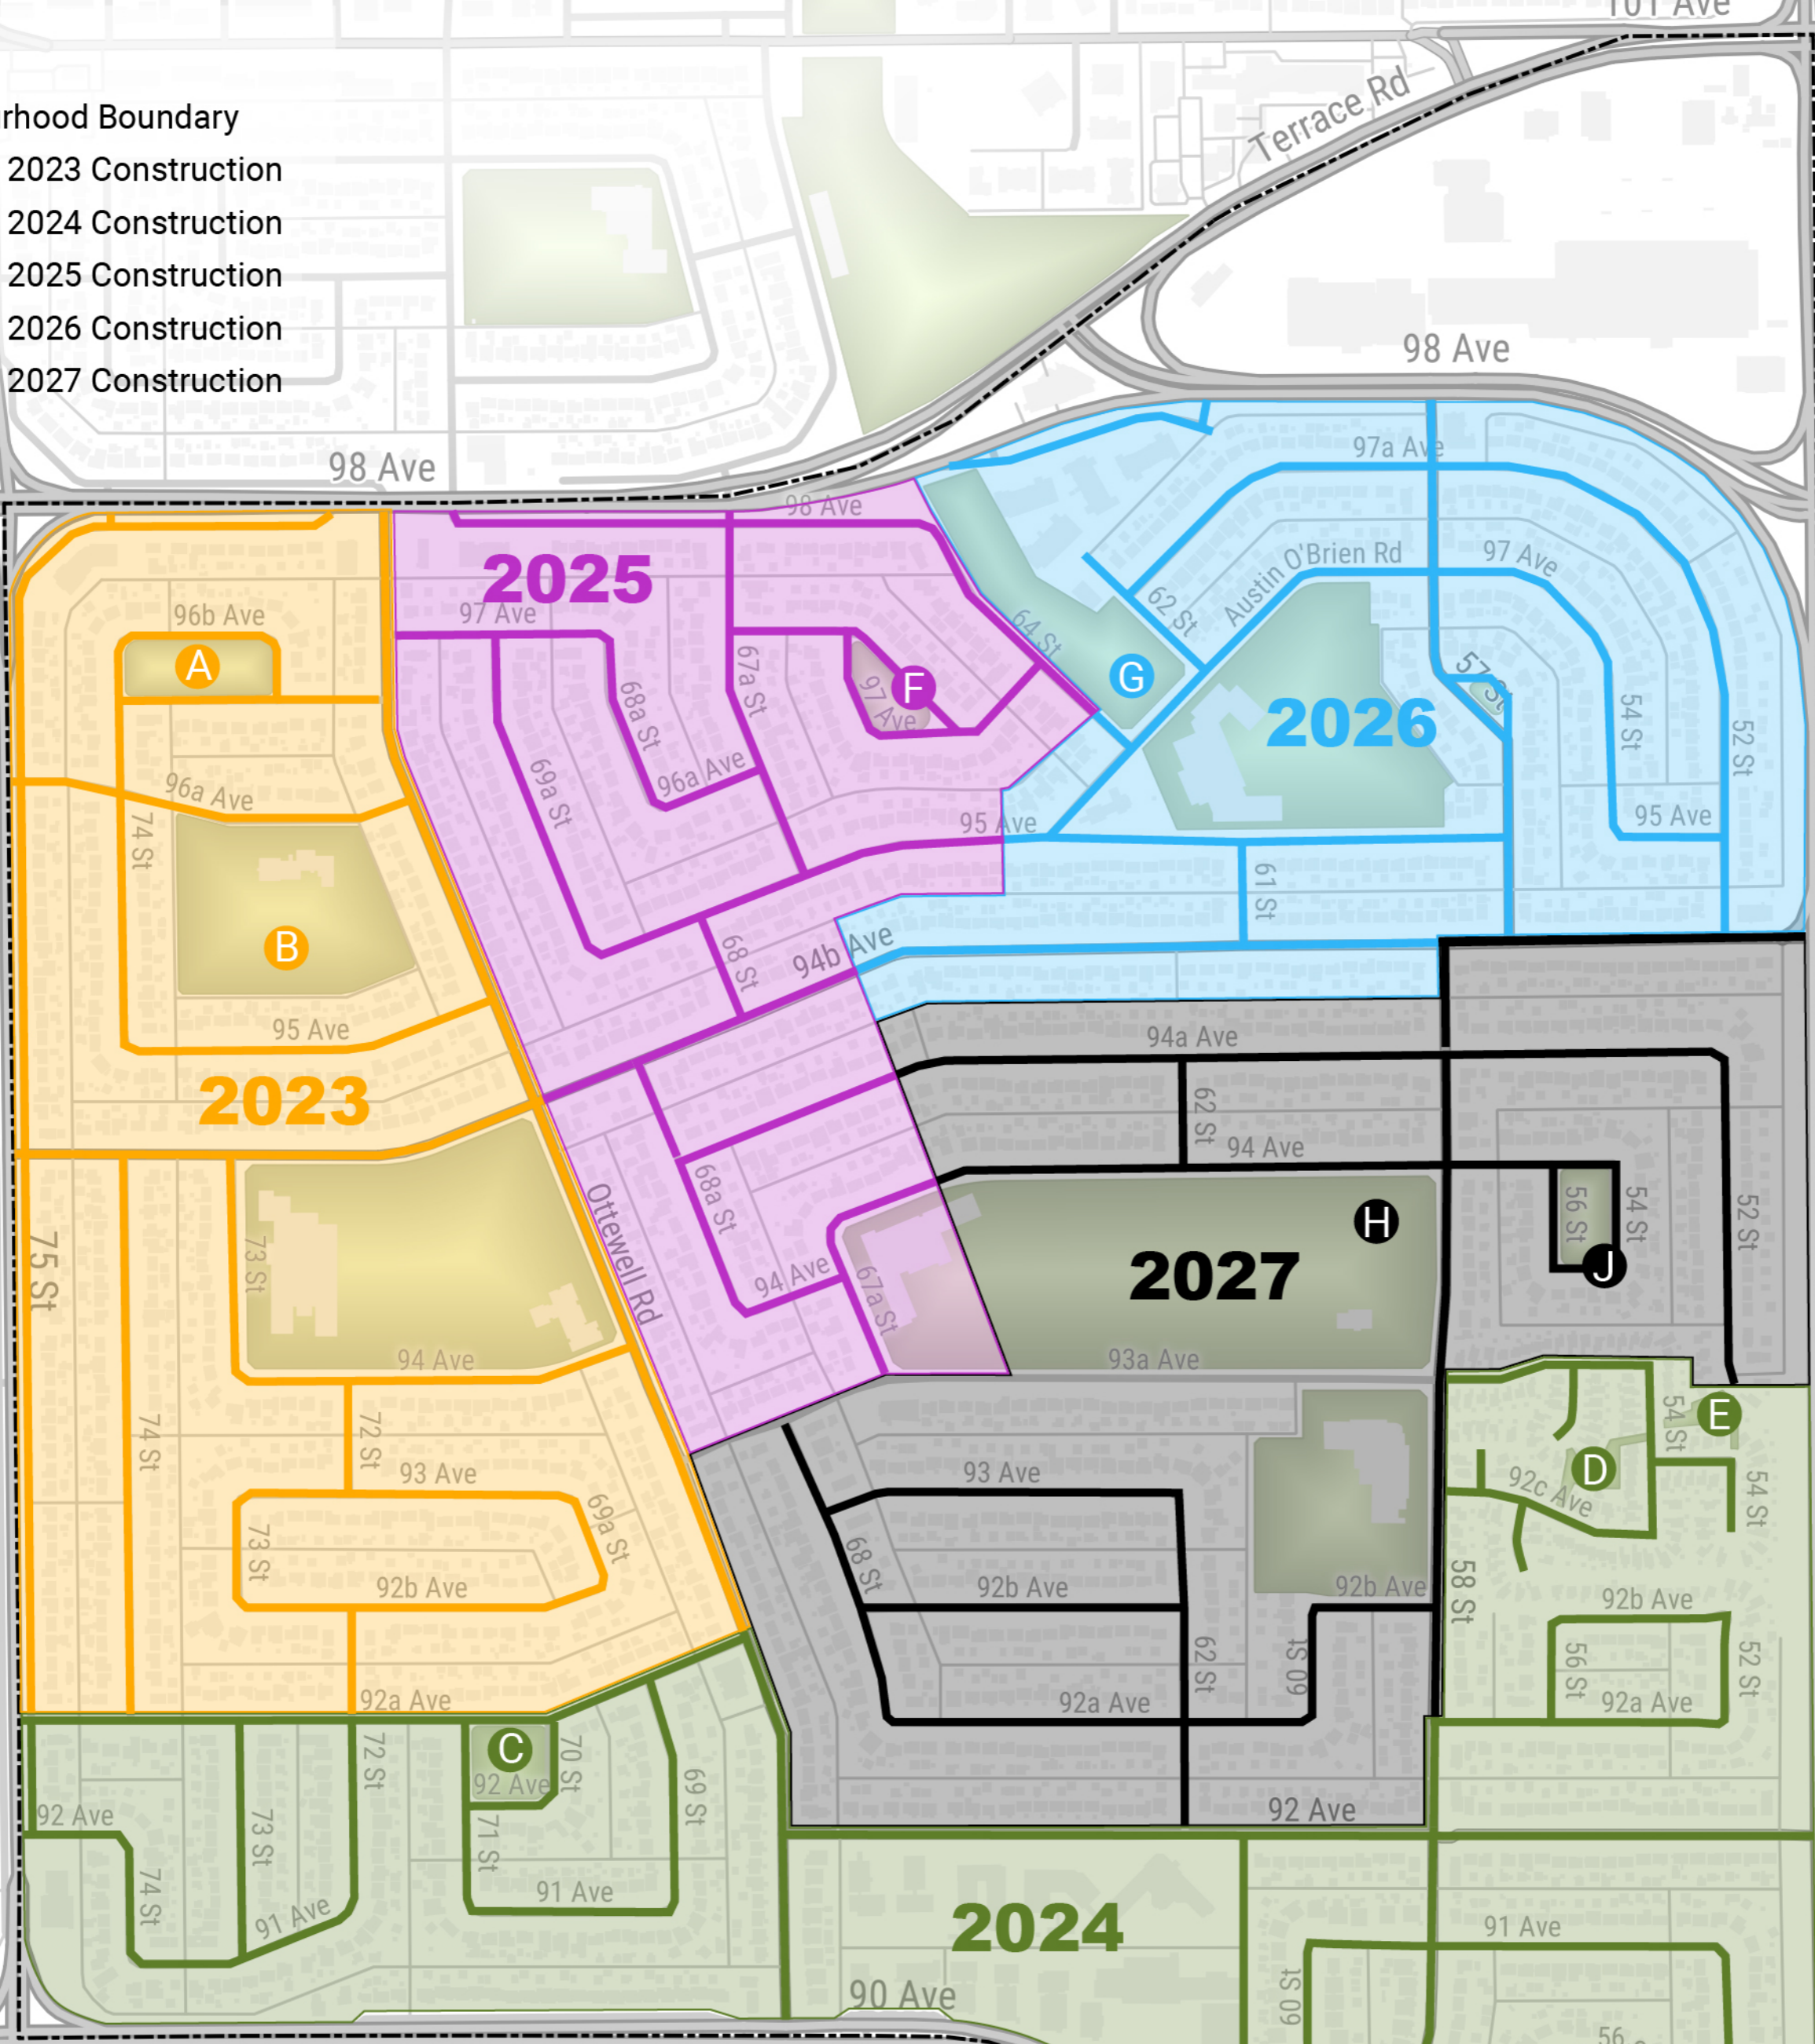 101 Ave
Terrace Rd
rhood Boundary
2023 Construction
2024 Construction
2025 Construction
2026 Construction
2027 Construction
98 Ave
98 Ave
97a Ave
98 Ave
2025
97 Ave
96b Ave
A
67a St
64 St
62 St
Austin O'Brien Rd
97 Ave
57 St
F
97
Ave
G
2026
68a St
54 St
52 St
96a Ave
69a St
96a Ave
74 St
95 Ave
95 Ave
61 St
B
68 St
94b Ave
95 Ave
94a Ave
2023
62 St
94 Ave
Ottewell Rd
68a St
H
56 St
54 St
52 St
75 St
73 St
94 Ave
67a St
2027
J
94 Ave
93a Ave
74 St
72 St
93 Ave
93 Ave
54 St
E
D
92c Ave
54 St
73 St
69a St
92b Ave
68 St
92b Ave
92b Ave
58 St
92b Ave
62 St
60 St
56 St
52 St
92a Ave
92a Ave
92a Ave
C
72 St
70 St
92 Ave
69 St
92 Ave
73 St
71 St
92 Ave
74 St
91 Ave
91 Ave
2024
91 Ave
90 Ave
60 St
56